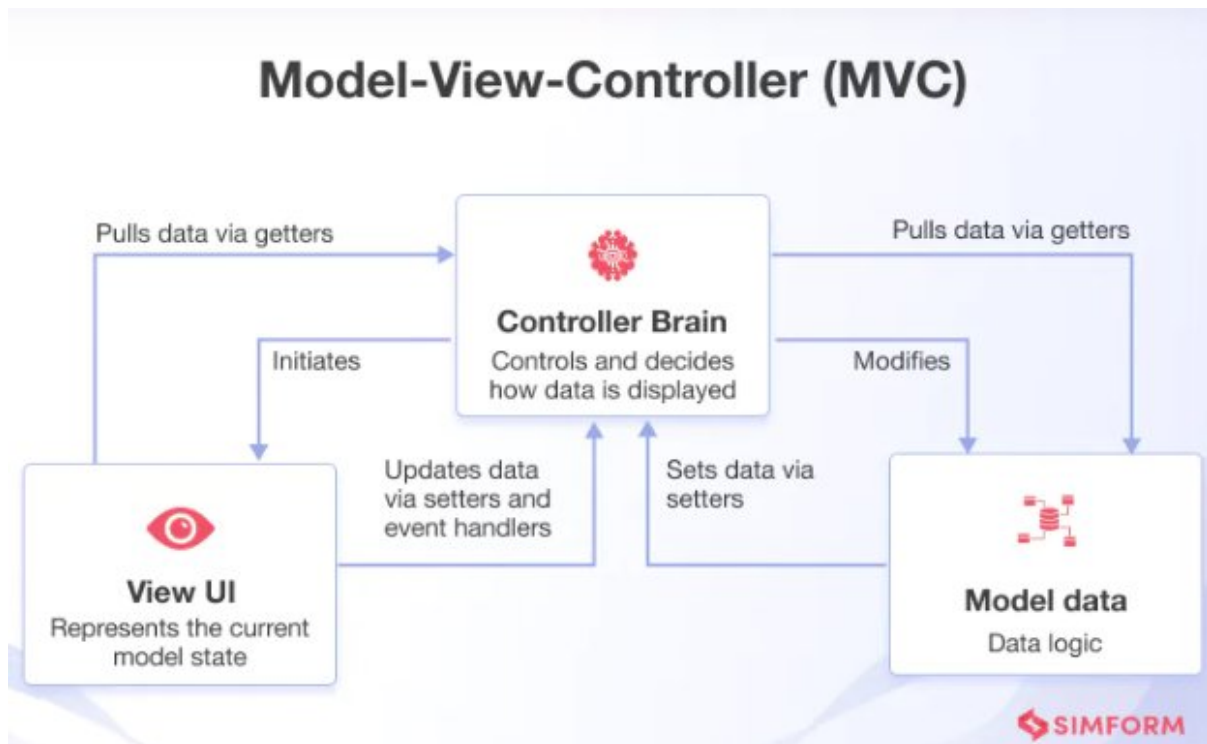 Model-View-Controller (MVC)
Pulls data via getters
Pulls data via getters
Controller Brain
Controls and decides
how data is displayed
Initiates
Modifies
Updates data
via setters and
event handlers
Sets data via
setters
View UI
Represents the current
model state
Model data
Data logic
SIMFORM